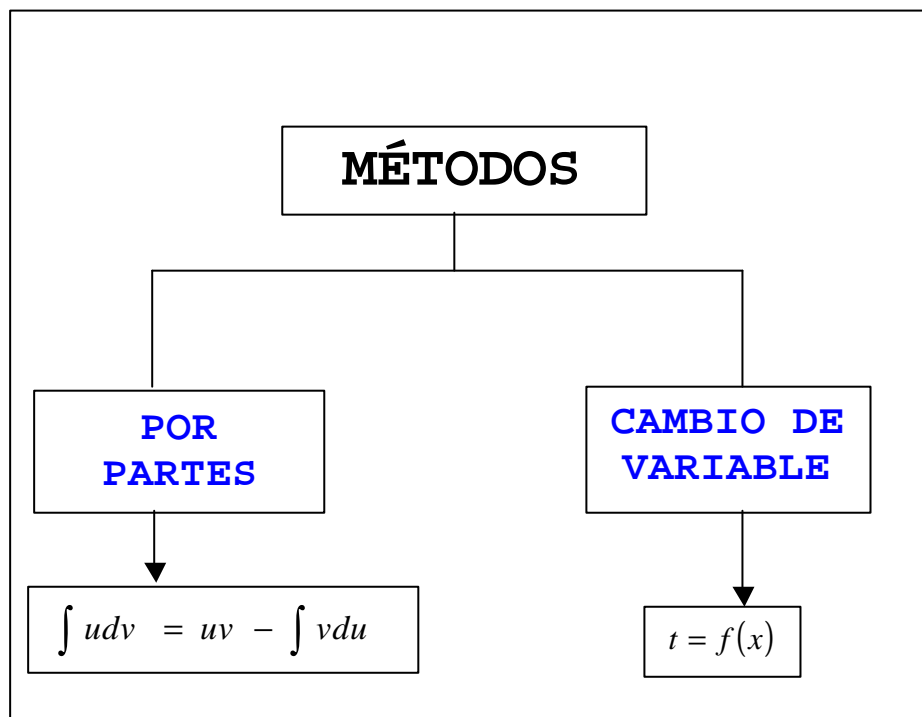 MÉTODOS
POR
PARTES
CAMBIO DE
VARIABLE
∫ udv = uv − ∫ vdu
t = f(x)